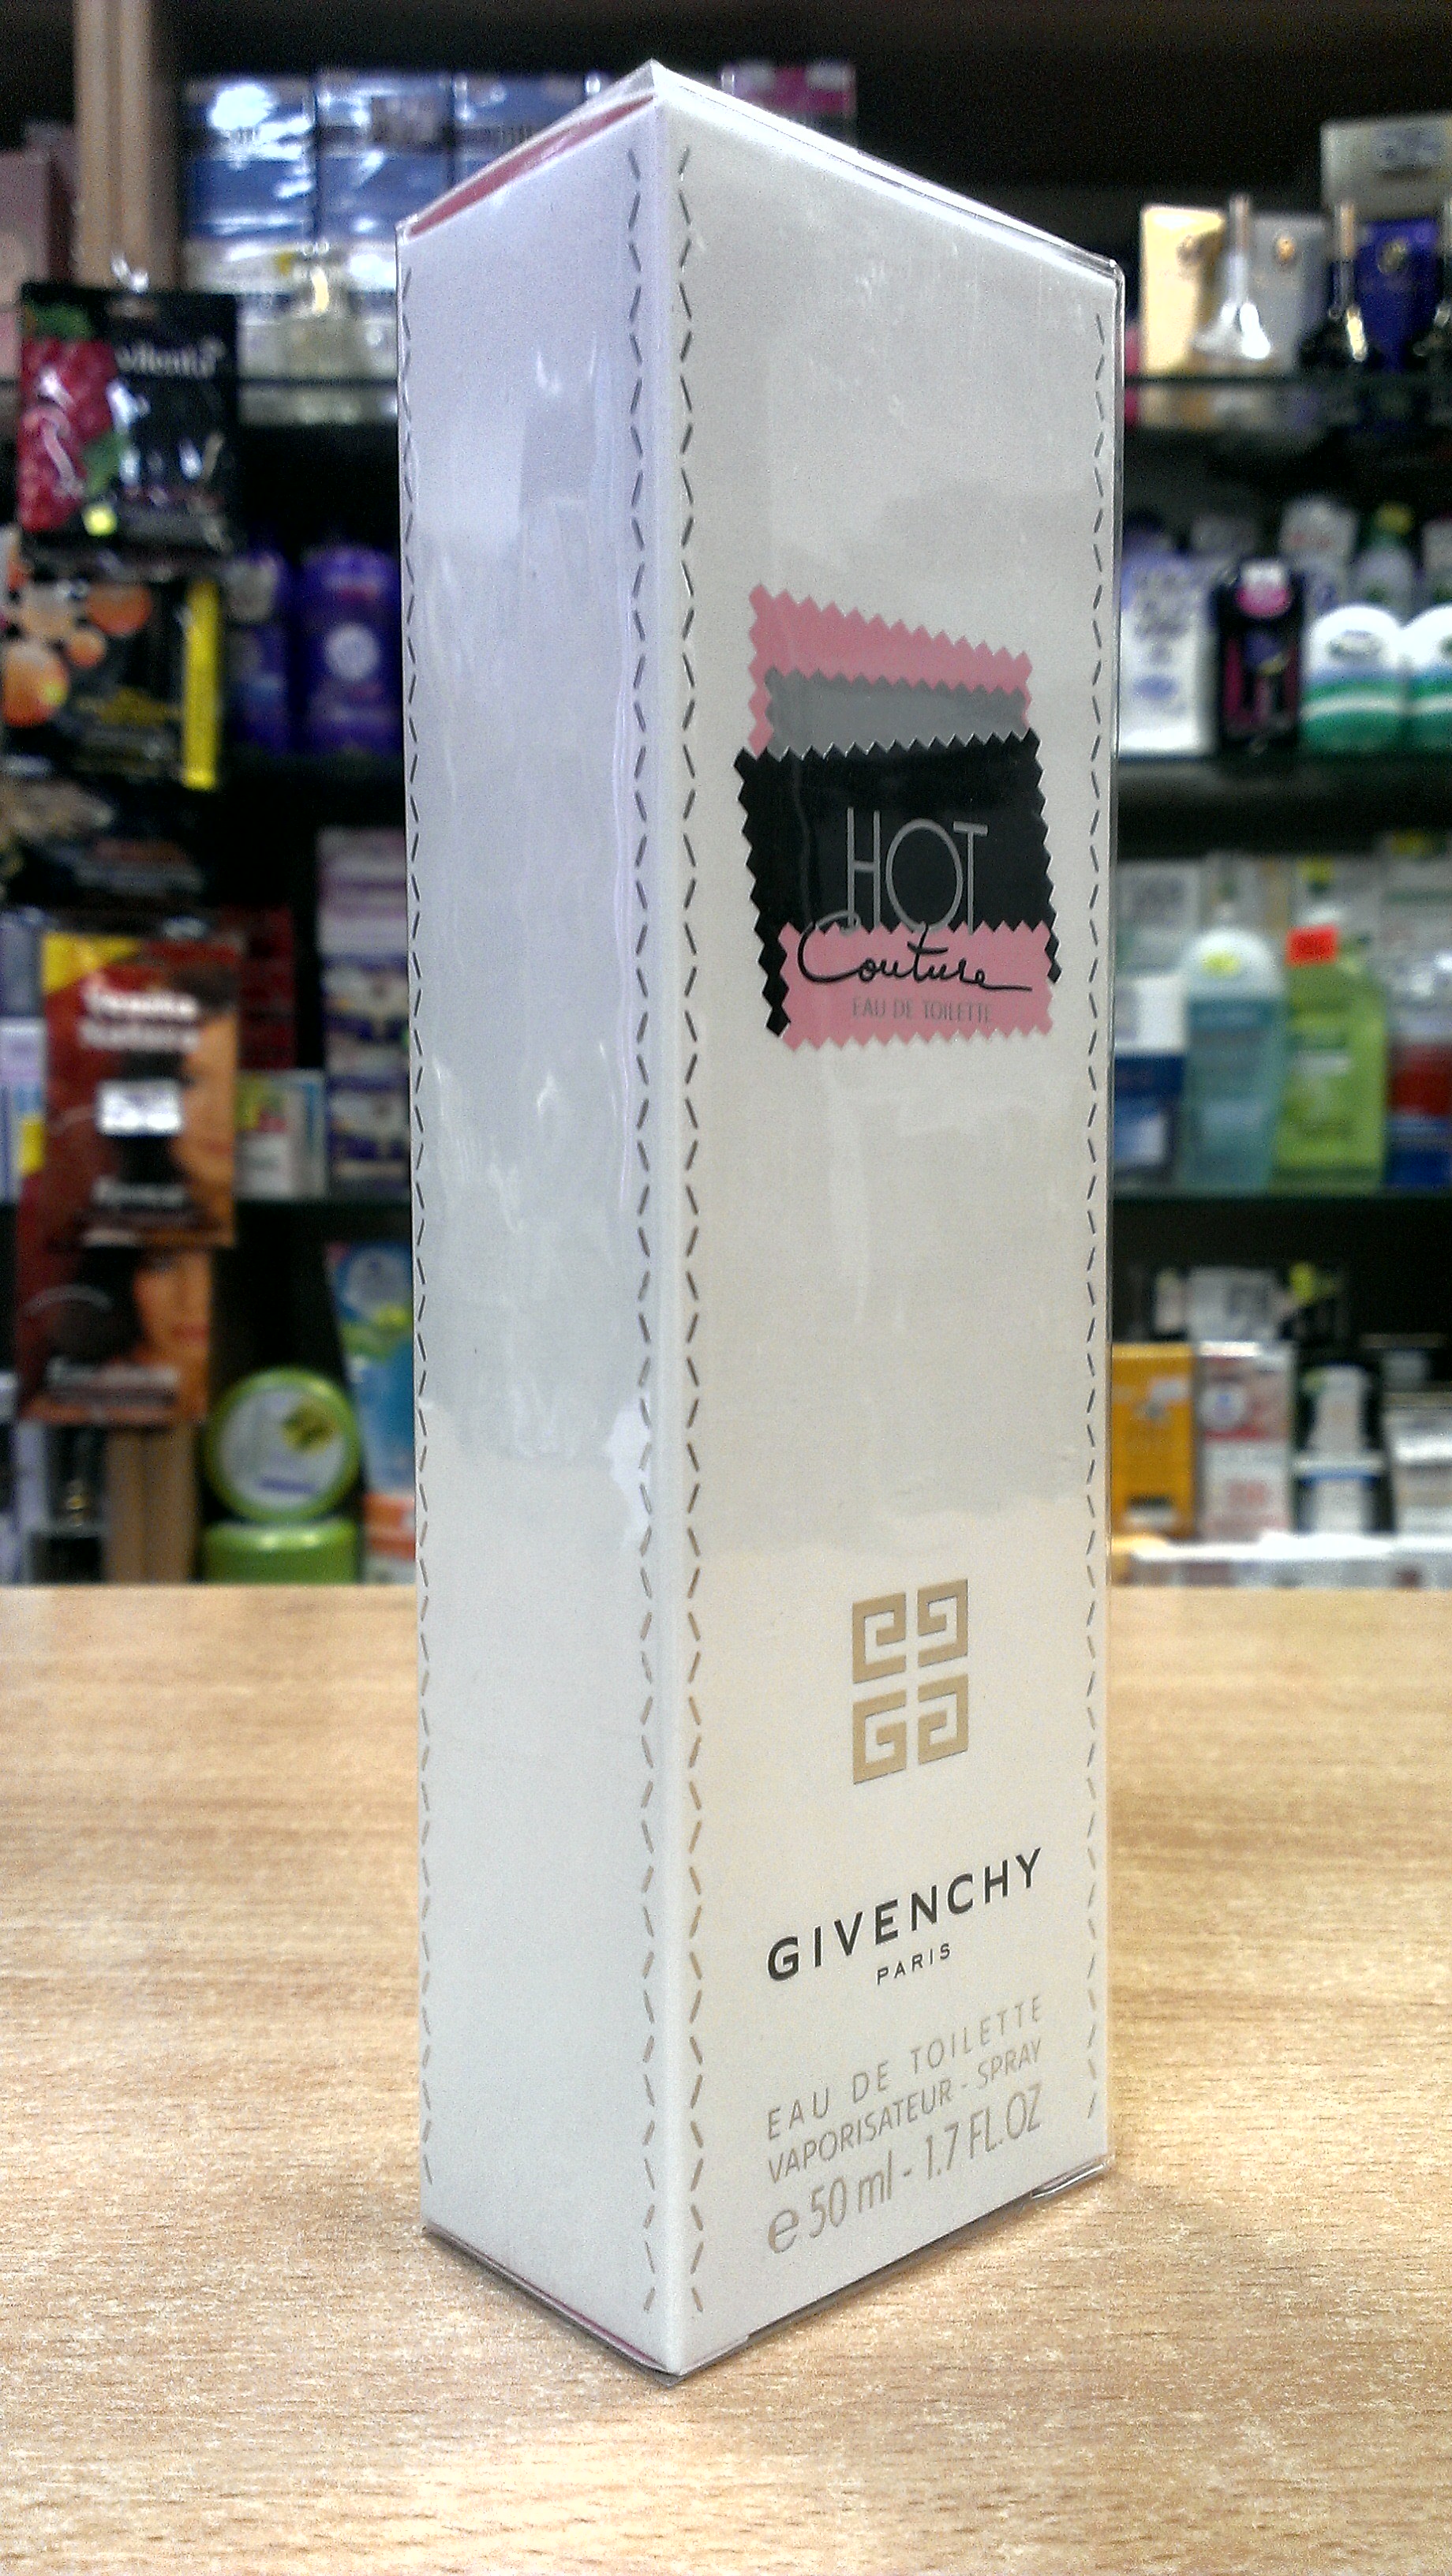 HOT
Couture
EAU DE TOILETTE
GIVENCHY
PARIS
EAU DE TOILETTE
VAPORISATEUR - SPRAY
e 50 ml - 1.7 FL.OZ